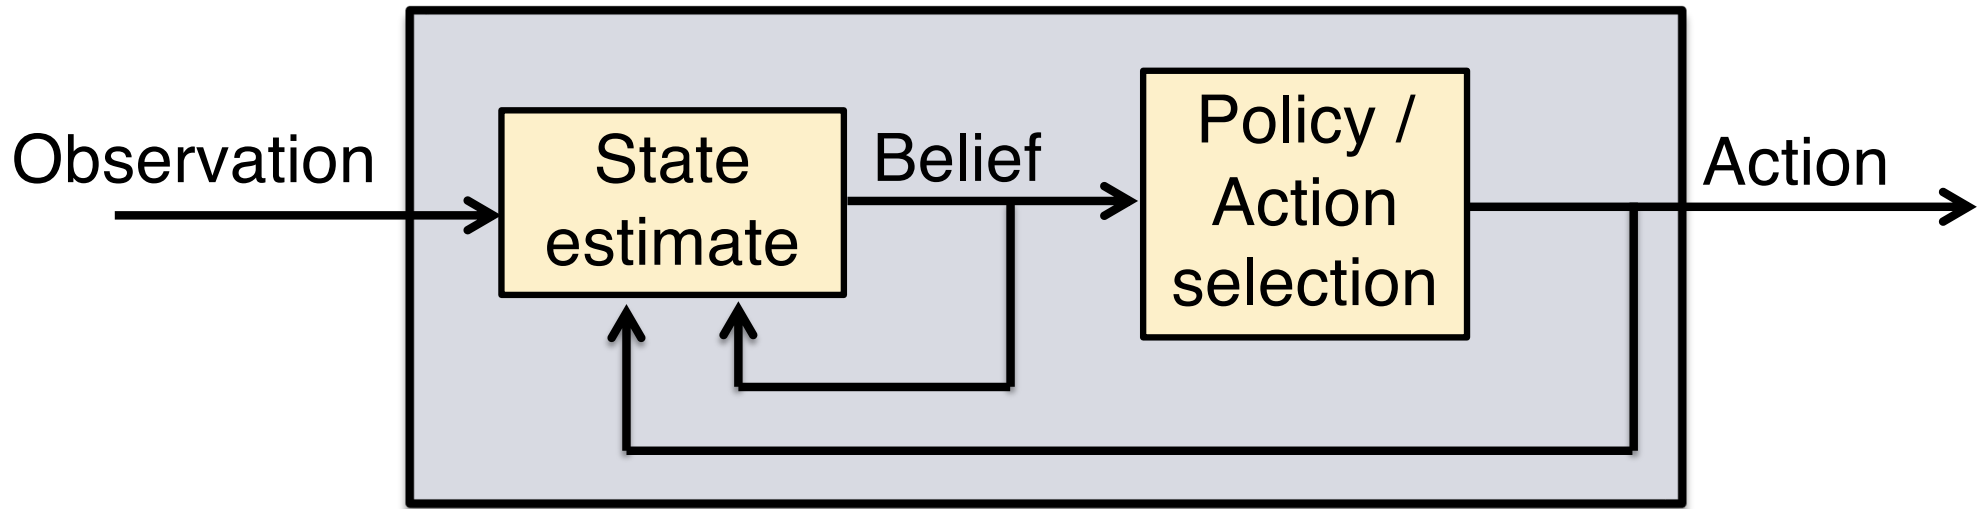 Observation
State
estimate
Belief
Policy /
Action
selection
Action